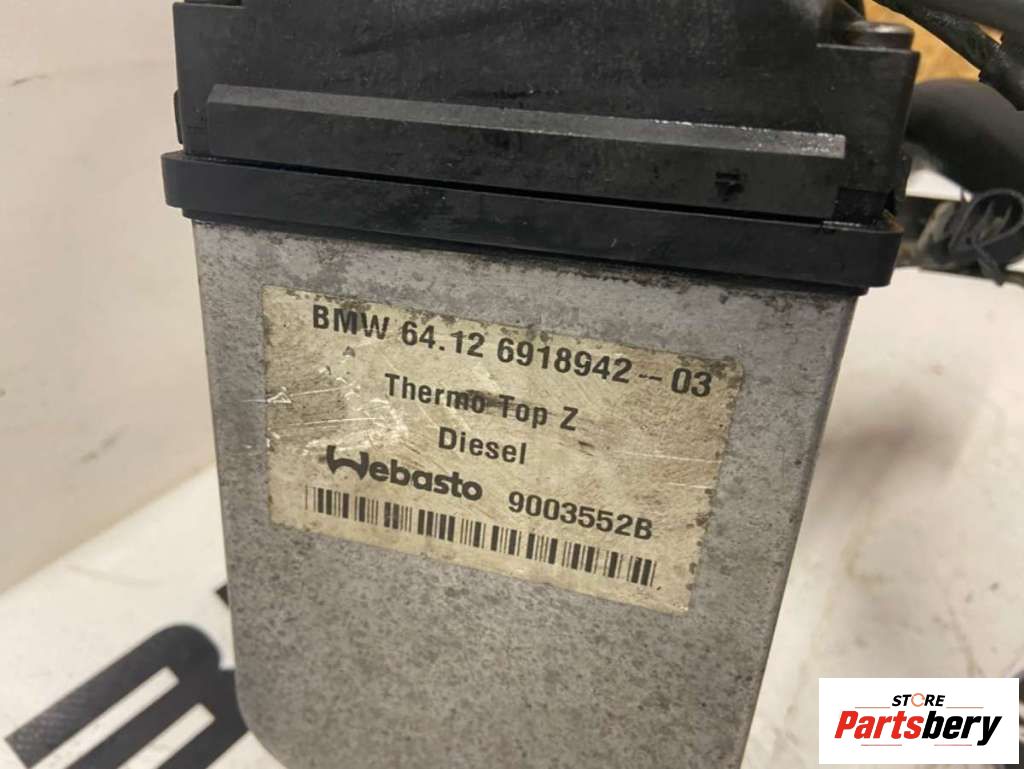 BMW 64.12 6918942--03
Thermo Top Z
Diesel
Webasto 9003552B
STORE
Partsbery